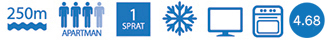 250m
APARTMAN
1
SPRAT
4.68